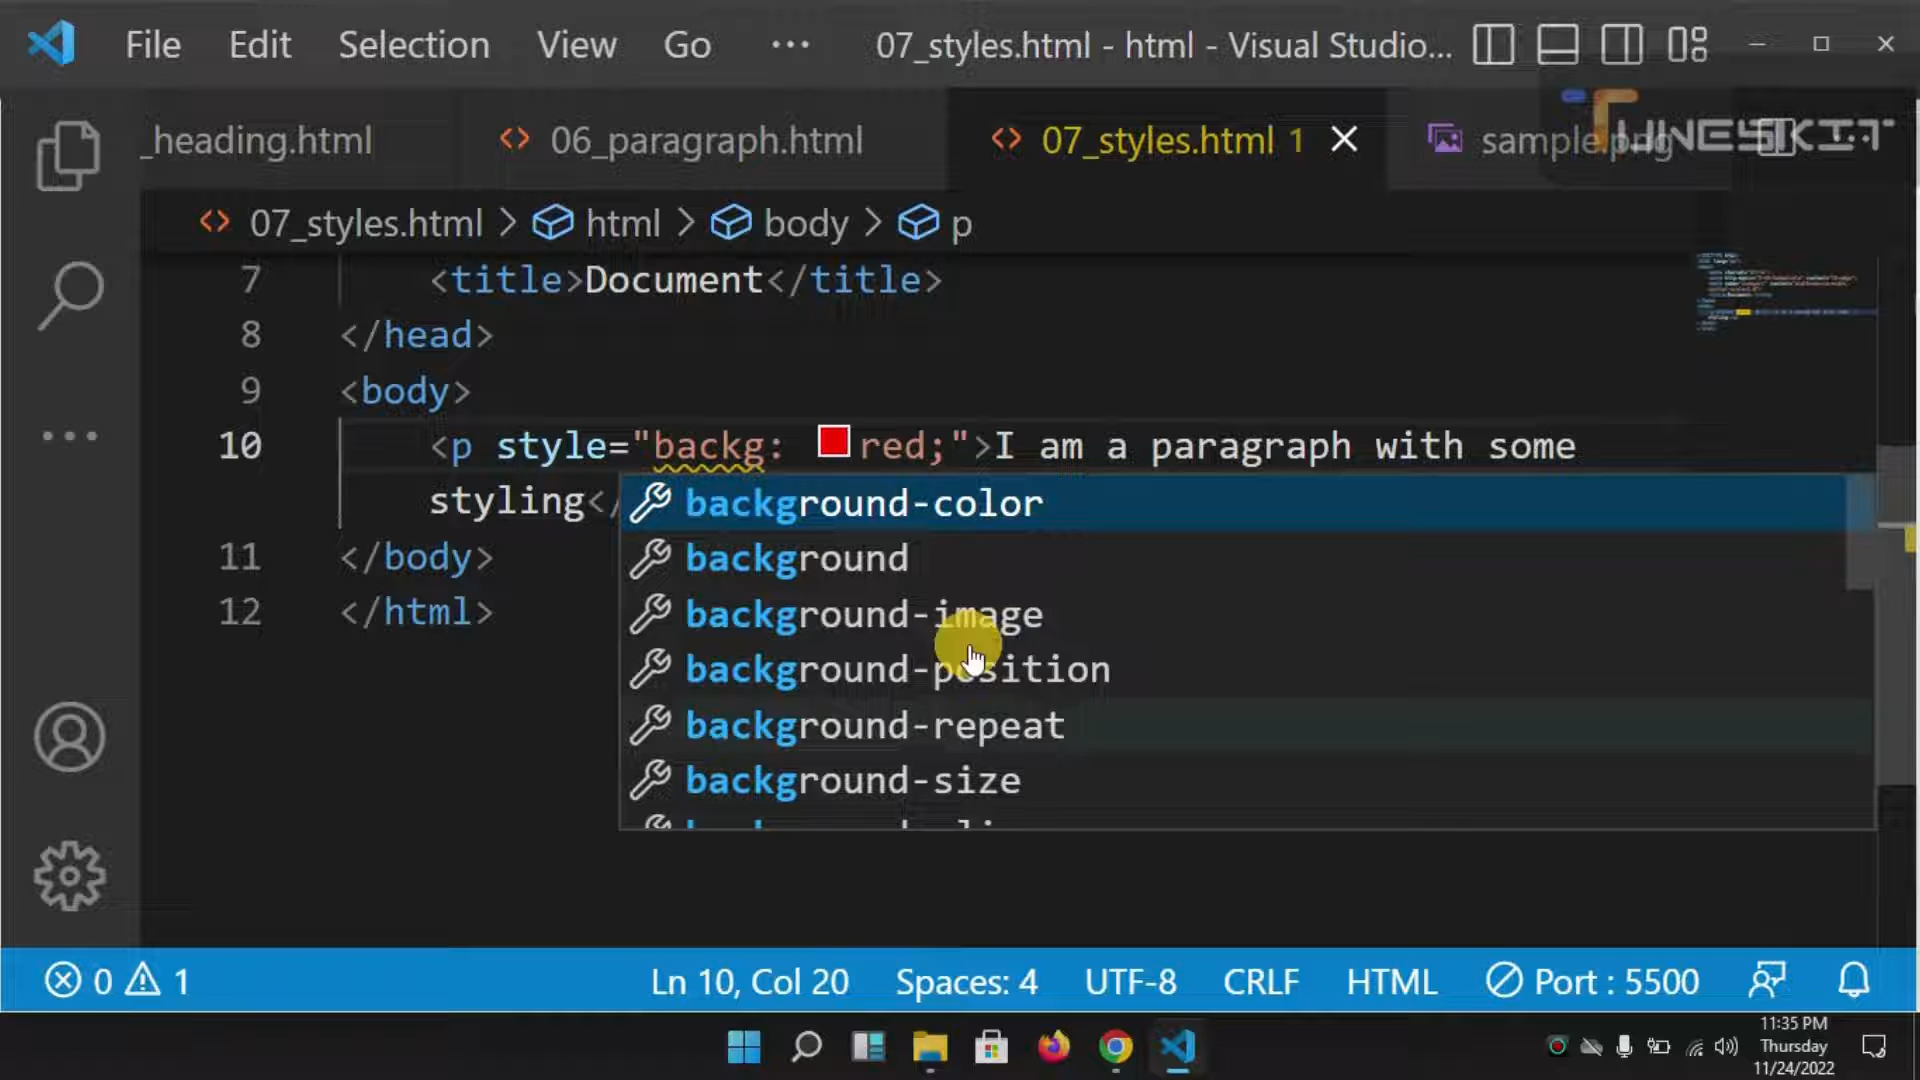 File Edit Selection View Go ··· 07_styles.html - html - Visual Studio...
_heading.html 06_paragraph.html 07_styles.html 1 sample.png
TUNESKIT
07_styles.html > html > body > p
7 <title>Document</title>
8 </head>
9 <body>
10 <p style="backg: red;">I am a paragraph with some
styling</
background-color
background
background-image
background-position
background-repeat
background-size
11 </body>
12 </html>
0 1 Ln 10, Col 20 Spaces: 4 UTF-8 CRLF HTML Port : 5500
11:35 PM
Thursday
11/24/2022